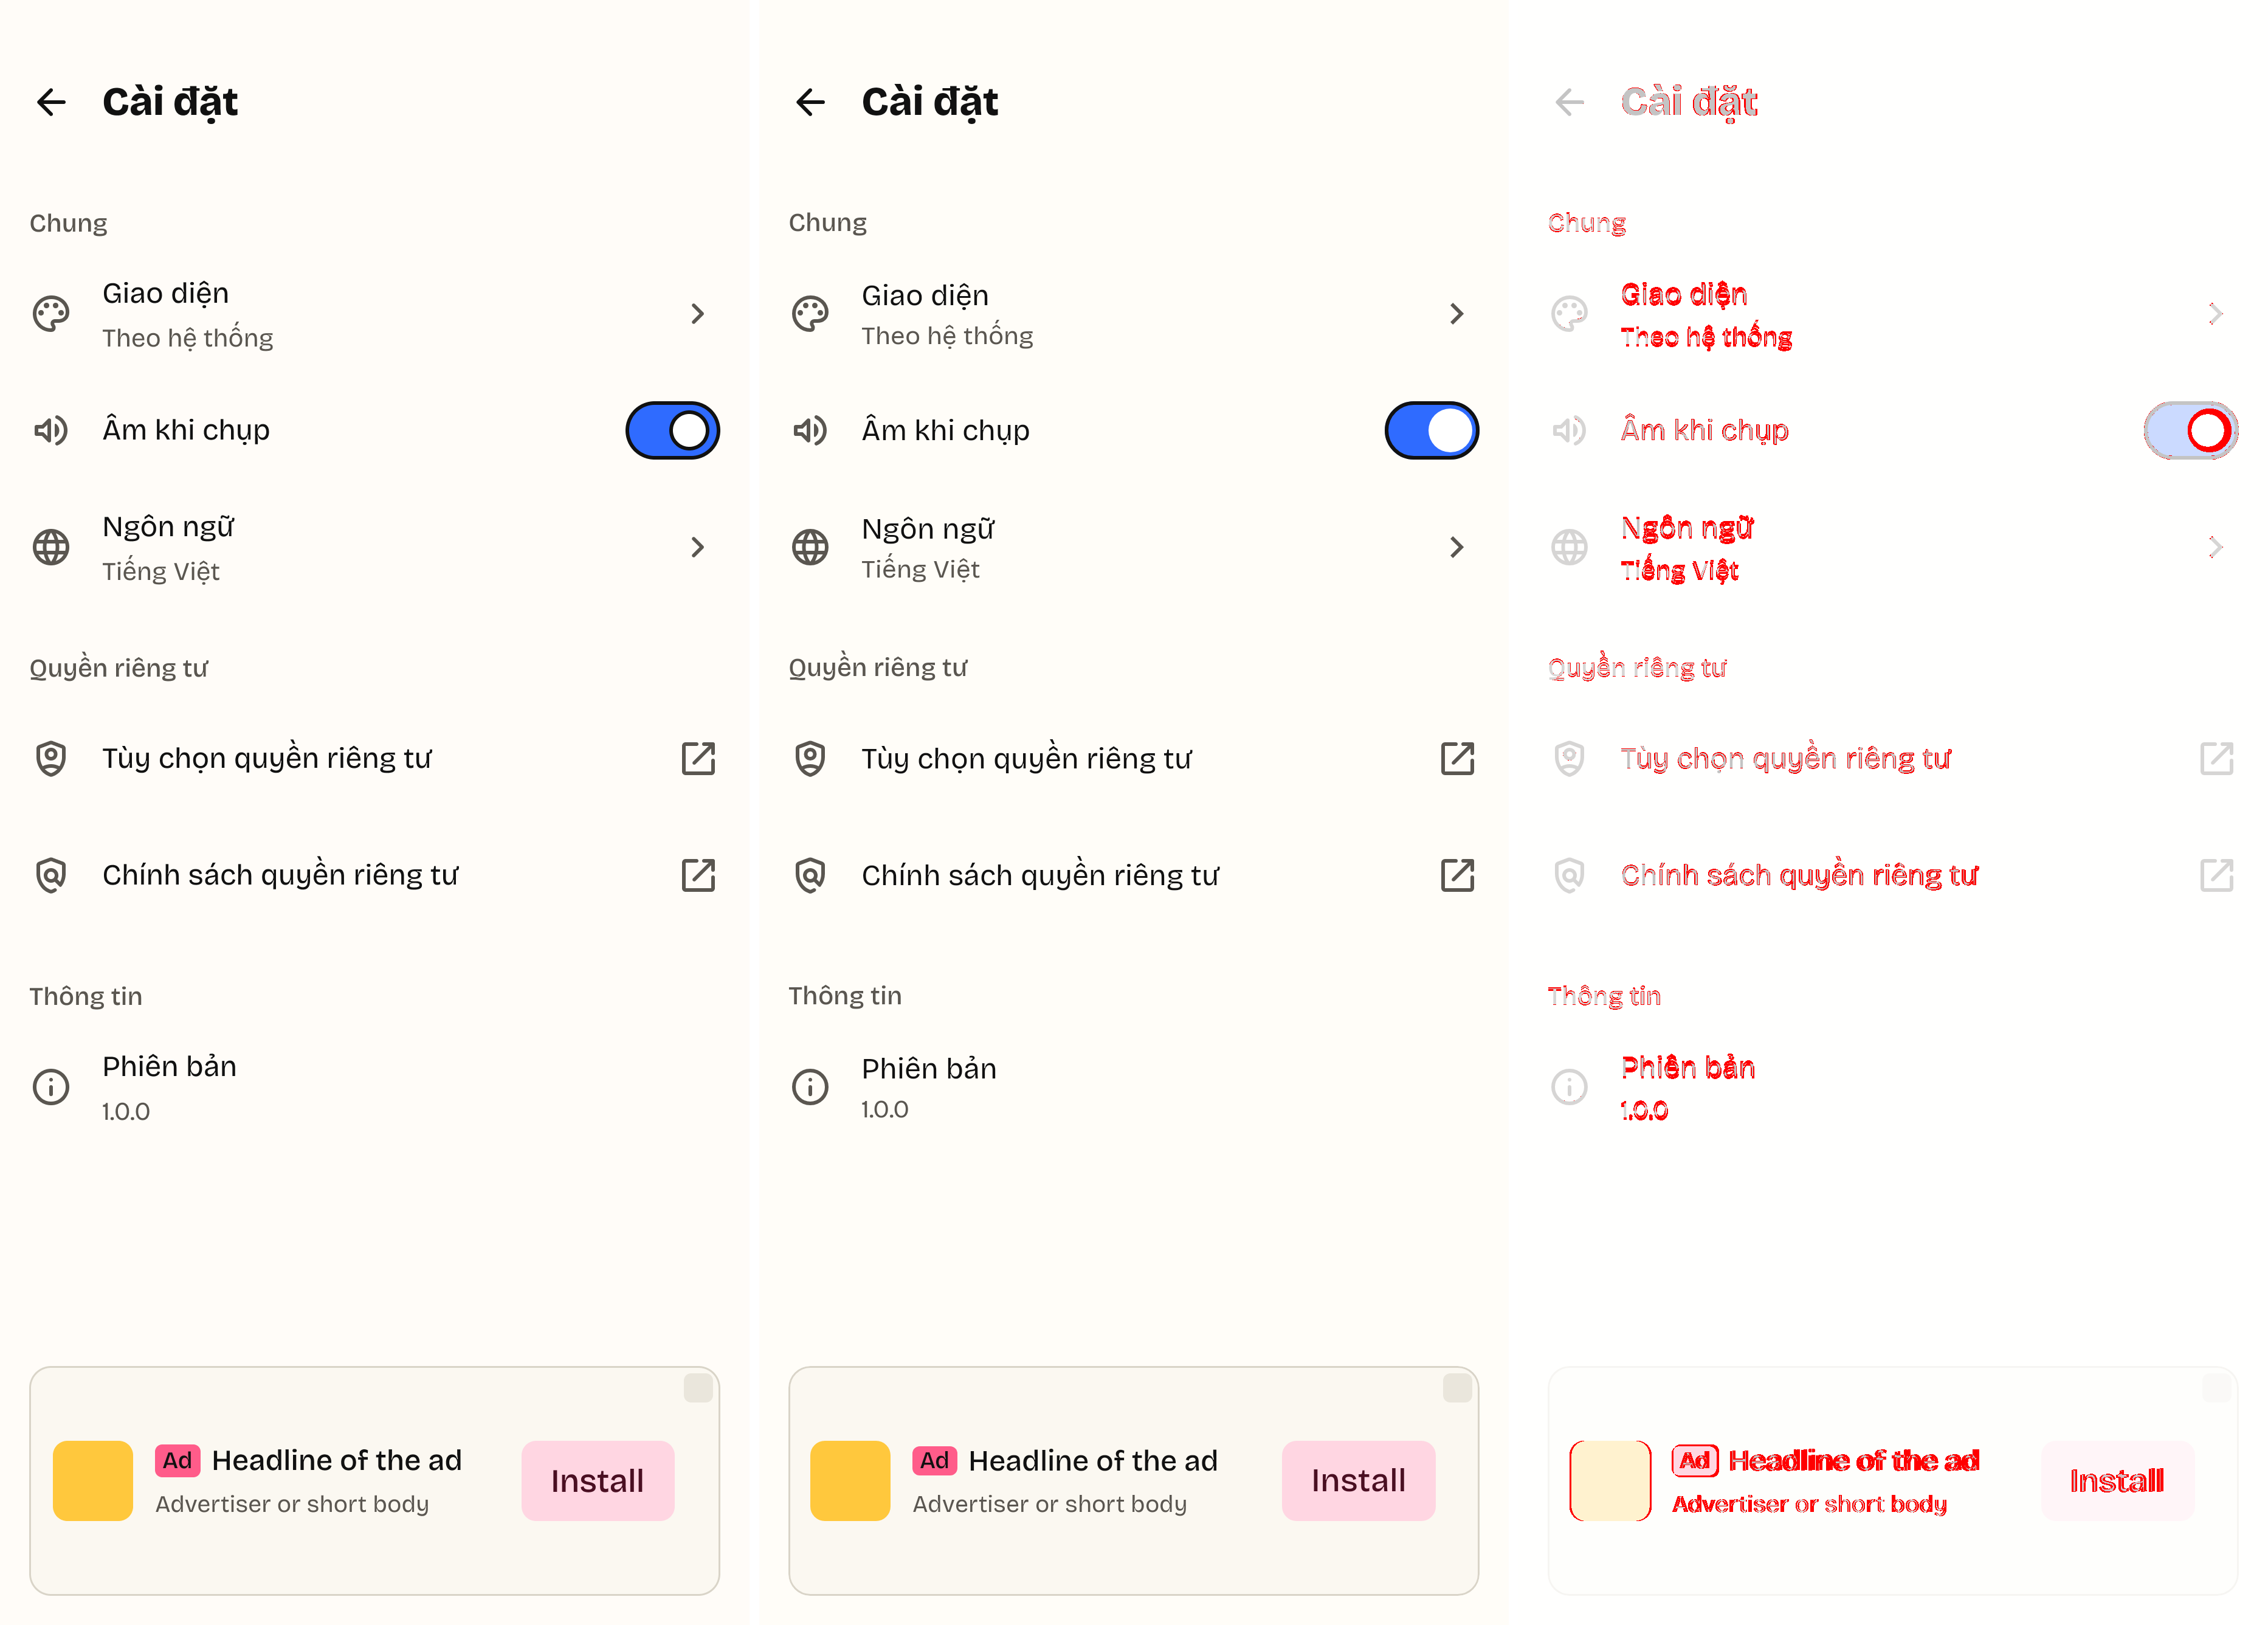 Cài đặt
Chung
Giao diện
Theo hệ thống
Âm khi chụp
Ngôn ngữ
Tiếng Việt
Quyền riêng tư
Tùy chọn quyền riêng tư
Chính sách quyền riêng tư
Thông tin
Phiên bản
1.0.0
Ad Headline of the ad
Advertiser or short body
Install
Cài đặt
Chung
Giao diện
Theo hệ thống
Âm khi chụp
Ngôn ngữ
Tiếng Việt
Quyền riêng tư
Tùy chọn quyền riêng tư
Chính sách quyền riêng tư
Thông tin
Phiên bản
1.0.0
Ad Headline of the ad
Advertiser or short body
Install
Cài đặt
Chung
Giao diện
Theo hệ thống
Âm khi chụp
Ngôn ngữ
Tiếng Việt
Quyền riêng tư
Tùy chọn quyền riêng tư
Chính sách quyền riêng tư
Thông tin
Phiên bản
1.0.0
Ad Headline of the ad
Advertiser or short body
Install